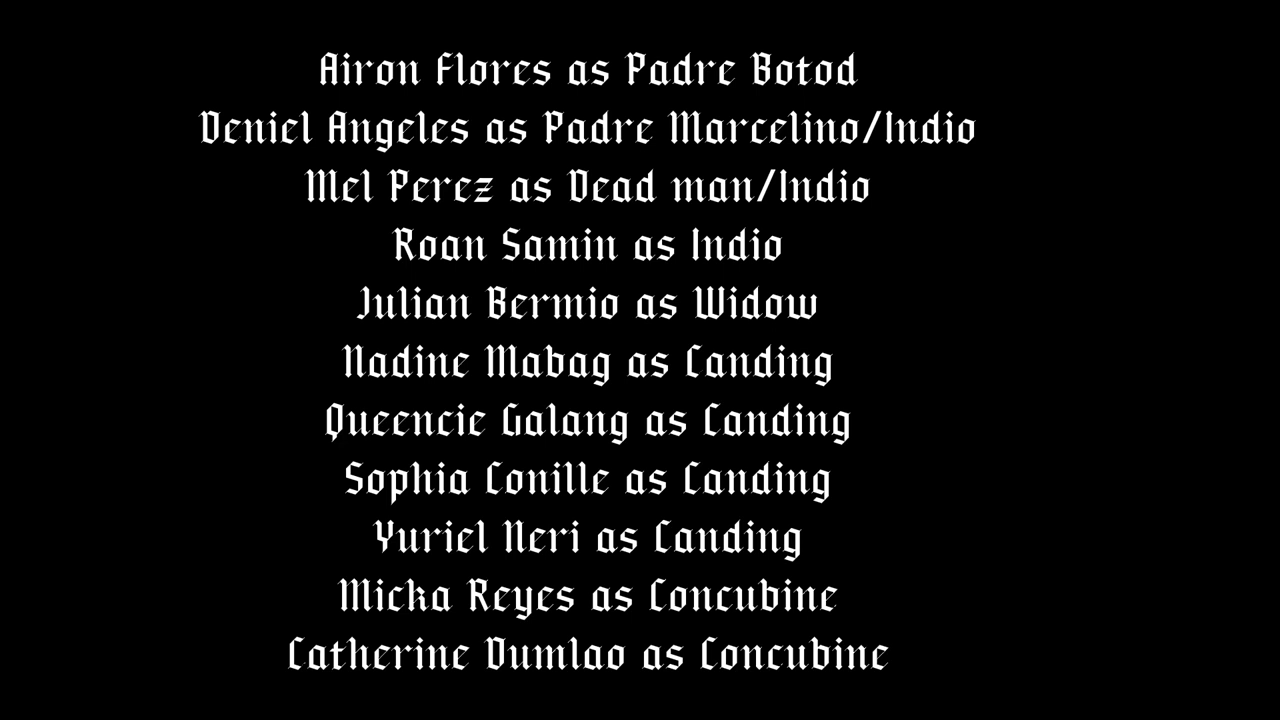 Airon Flores as Padre Botod
Deniel Angeles as Padre Marcelino/Indio
Mel Perez as Dead man/Indio
Roan Samin as Indio
Julian Bermio as Widow
Nadine Mabag as Canding
Queencie Galang as Canding
Sophia Conille as Canding
Yuriel Neri as Canding
Micka Reyes as Concubine
Catherine Dumlao as Concubine